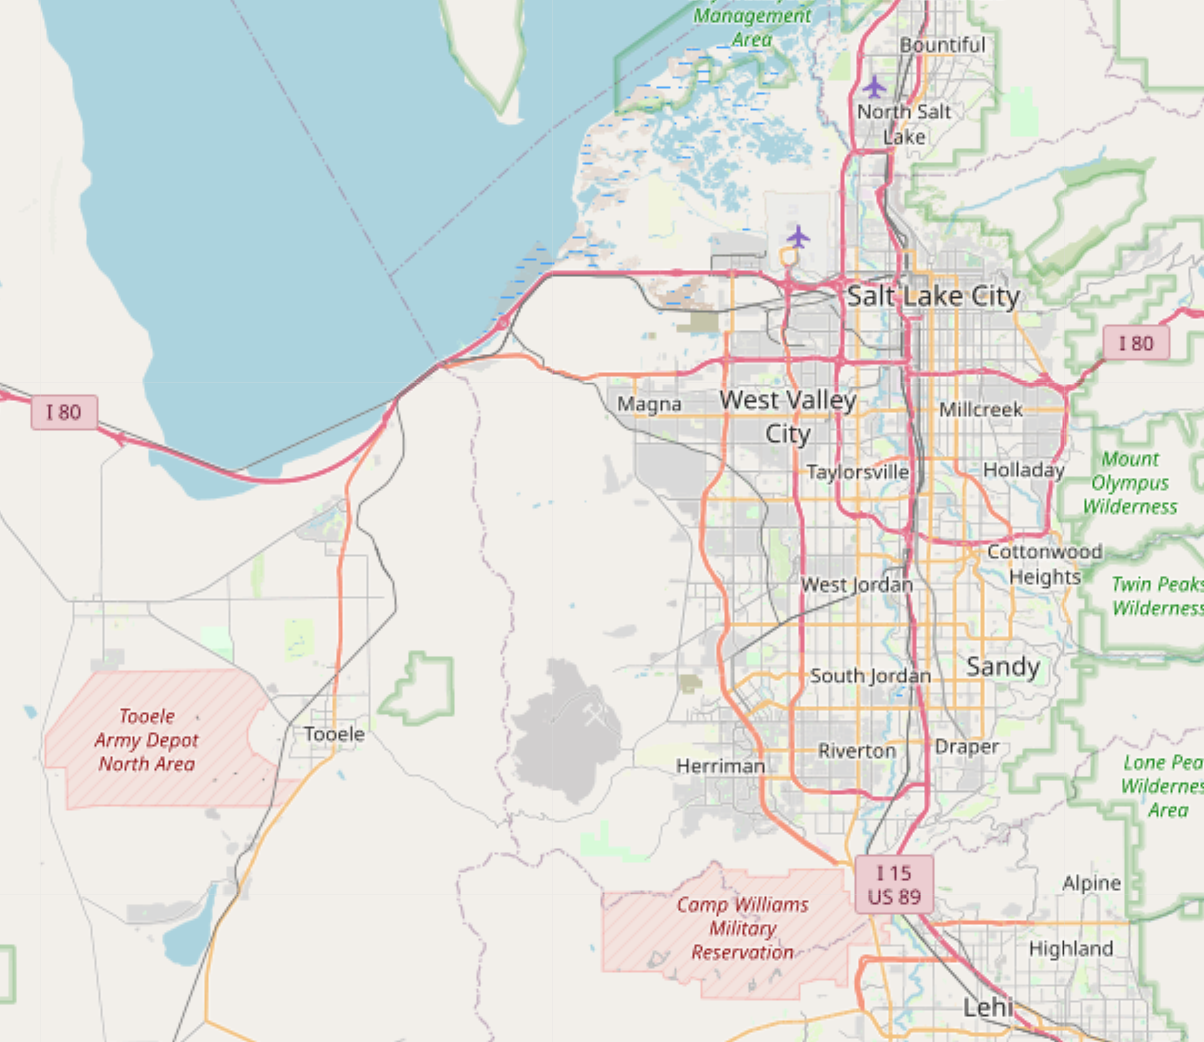 Management
Area
Bountiful
North Salt
Lake
Salt Lake City
I 80
I 80
Magna
West Valley
City
Millcreek
Taylorsville
Holladay
Mount
Olympus
Wilderness
Cottonwood
Heights
West Jordan
Twin Peaks
Wilderness
South Jordan
Sandy
Tooele
Army Depot
North Area
Tooele
Riverton
Draper
Herriman
Lone Pea
Wildernes
Area
I 15
US 89
Alpine
Camp Williams
Military
Reservation
Highland
Lehi